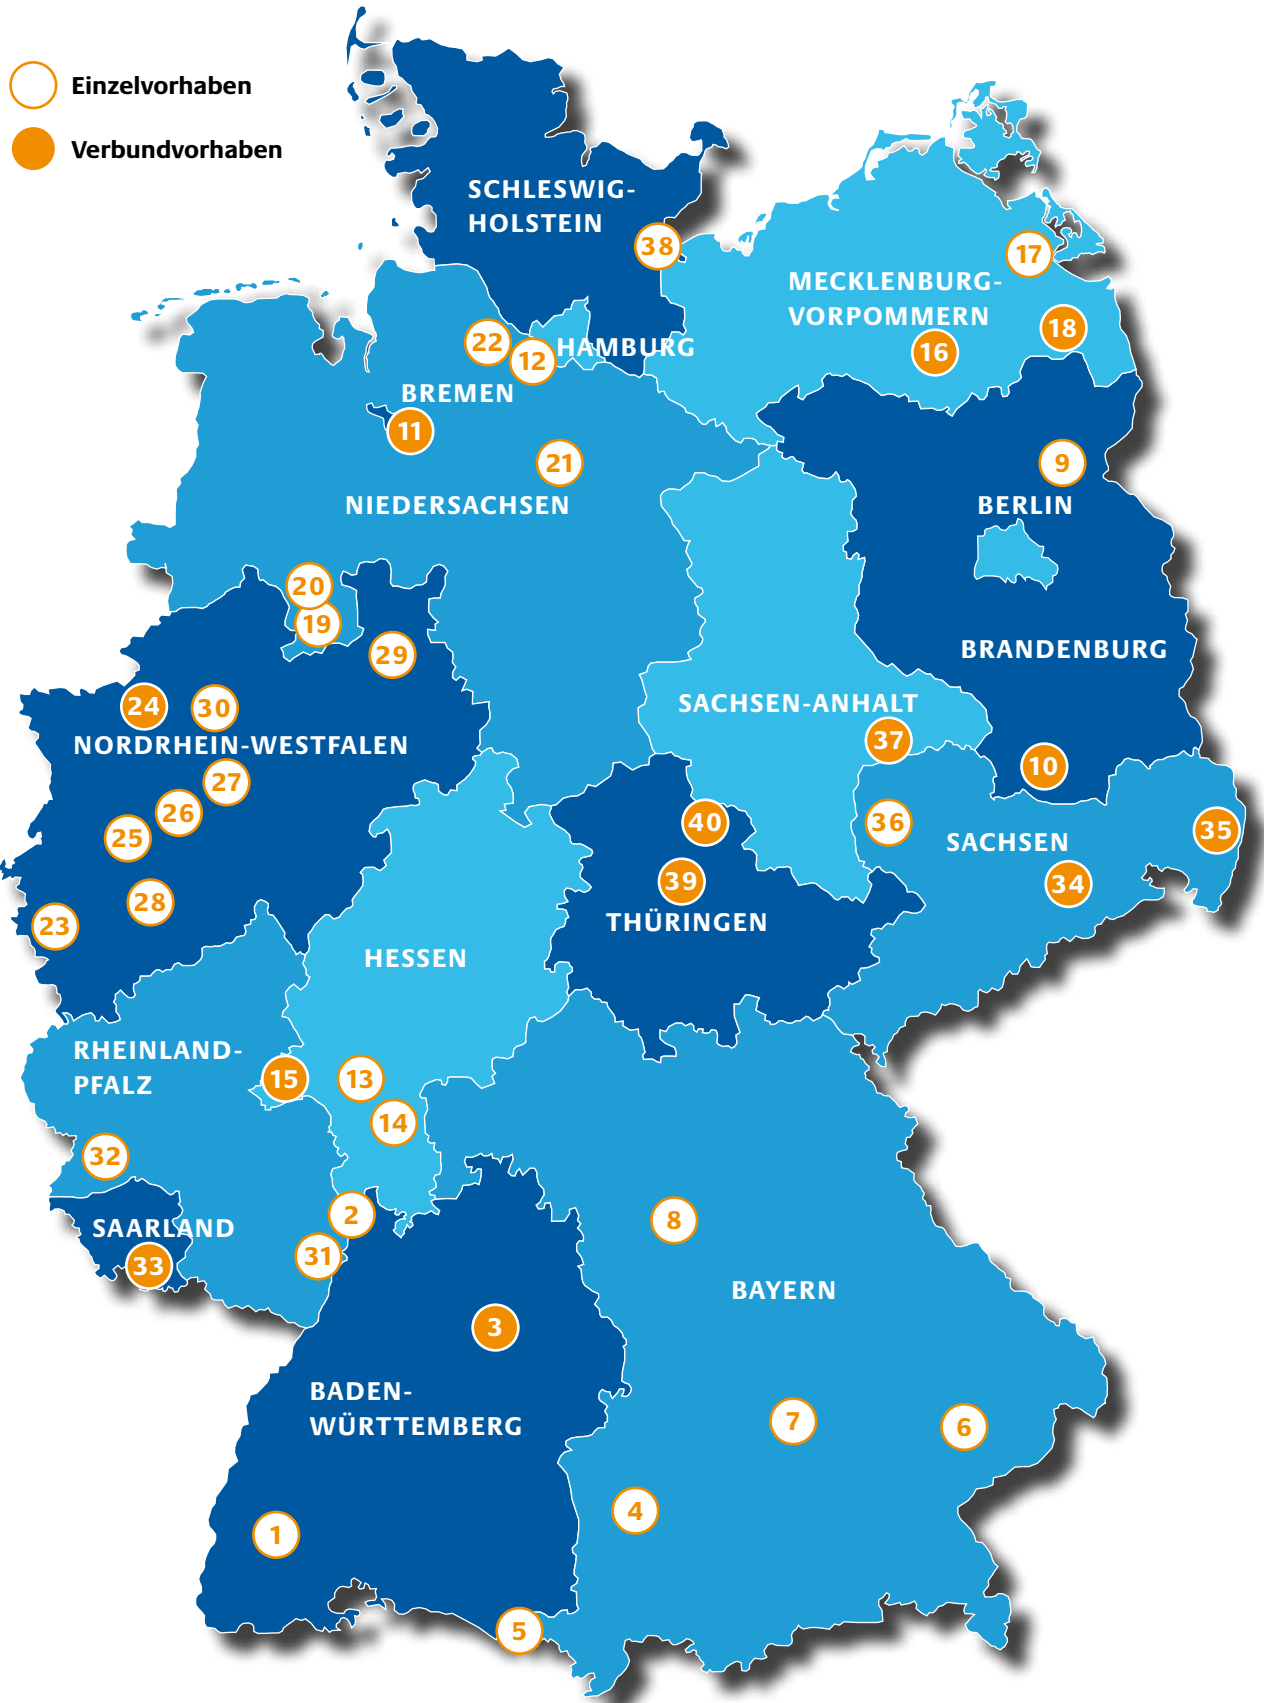 Einzelvorhaben
Verbundvorhaben
SCHLESWIG-
HOLSTEIN
38
17
MECKLENBURG-
VORPOMMERN
18
16
22
12
HAMBURG
BREMEN
11
21
9
NIEDERSACHSEN
BERLIN
20
19
29
BRANDENBURG
24
30
SACHSEN-ANHALT
37
NORDRHEIN-WESTFALEN
10
27
26
25
40
36
35
SACHSEN
28
39
34
23
THÜRINGEN
HESSEN
RHEINLAND-
PFALZ
15
13
14
32
2
8
SAARLAND
31
33
BAYERN
3
BADEN-
WÜRTTEMBERG
7
6
4
1
5